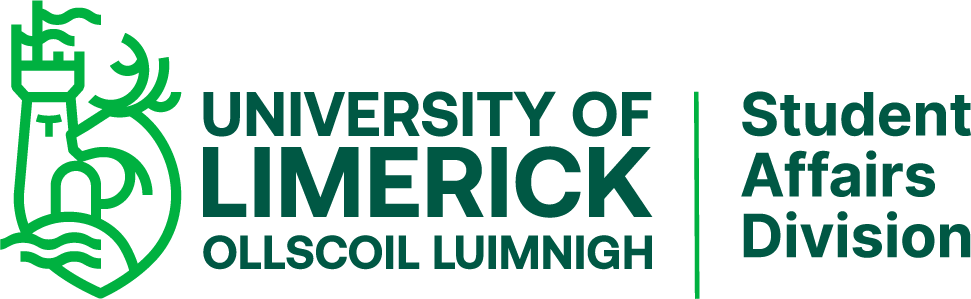 UNIVERSITY OF
LIMERICK
OLLSCOIL LUIMNIGH
Student
Affairs
Division